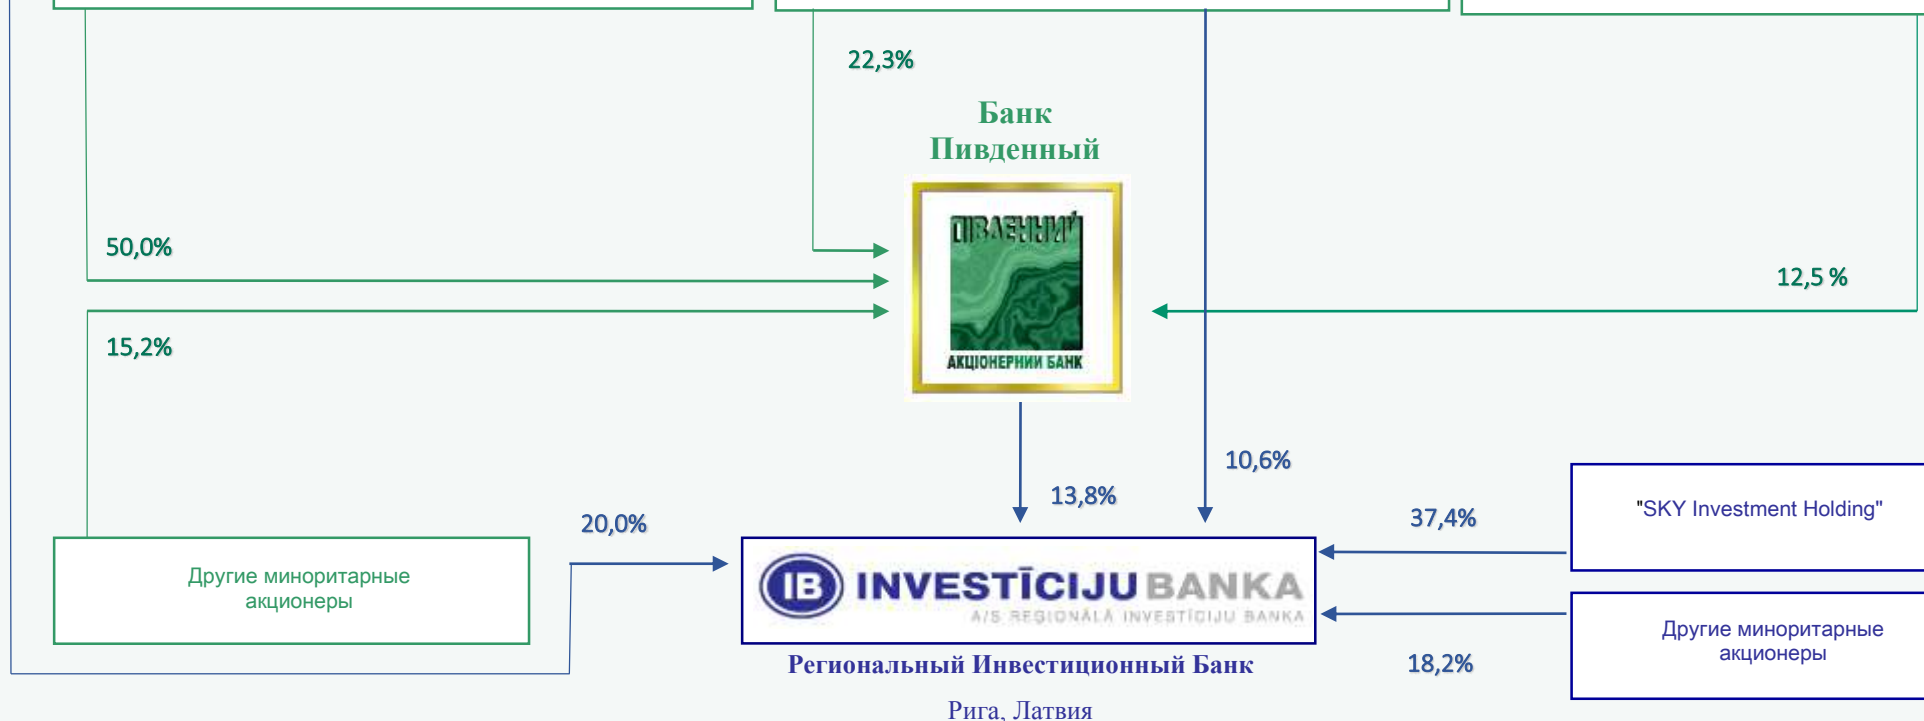 22,3%
Банк
Пивденный
ПІВДЕННИЙ
АКЦІОНЕРНИЙ БАНК
50,0%
12,5 %
15,2%
10,6%
13,8%
20,0%
37,4%
"SKY Investment Holding"
Другие миноритарные
акционеры
IB INVESTĪCIJU BANKA
A/S REGIONĀLĀ INVESTĪCIJU BANKA
Другие миноритарные
акционеры
18,2%
Региональный Инвестиционный Банк
Рига, Латвия